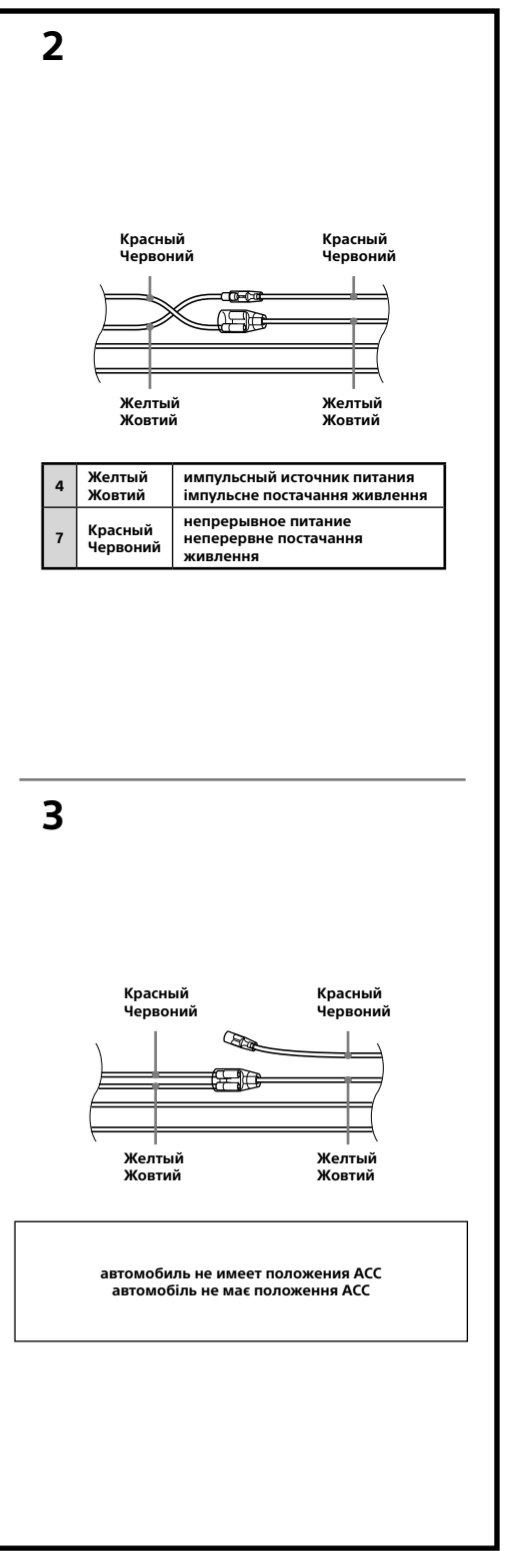 2
Красный
Червоний
Красный
Червоний
Желтый
Жовтий
Желтый
Жовтий
4
Желтый
Жовтий
импульсный источник питания
імпульсне постачання живлення
7
Красный
Червоний
непрерывное питание
неперервне постачання
живлення
3
Красный
Червоний
Красный
Червоний
Желтый
Жовтий
Желтый
Жовтий
автомобиль не имеет положения ACC
автомобіль не має положення ACC